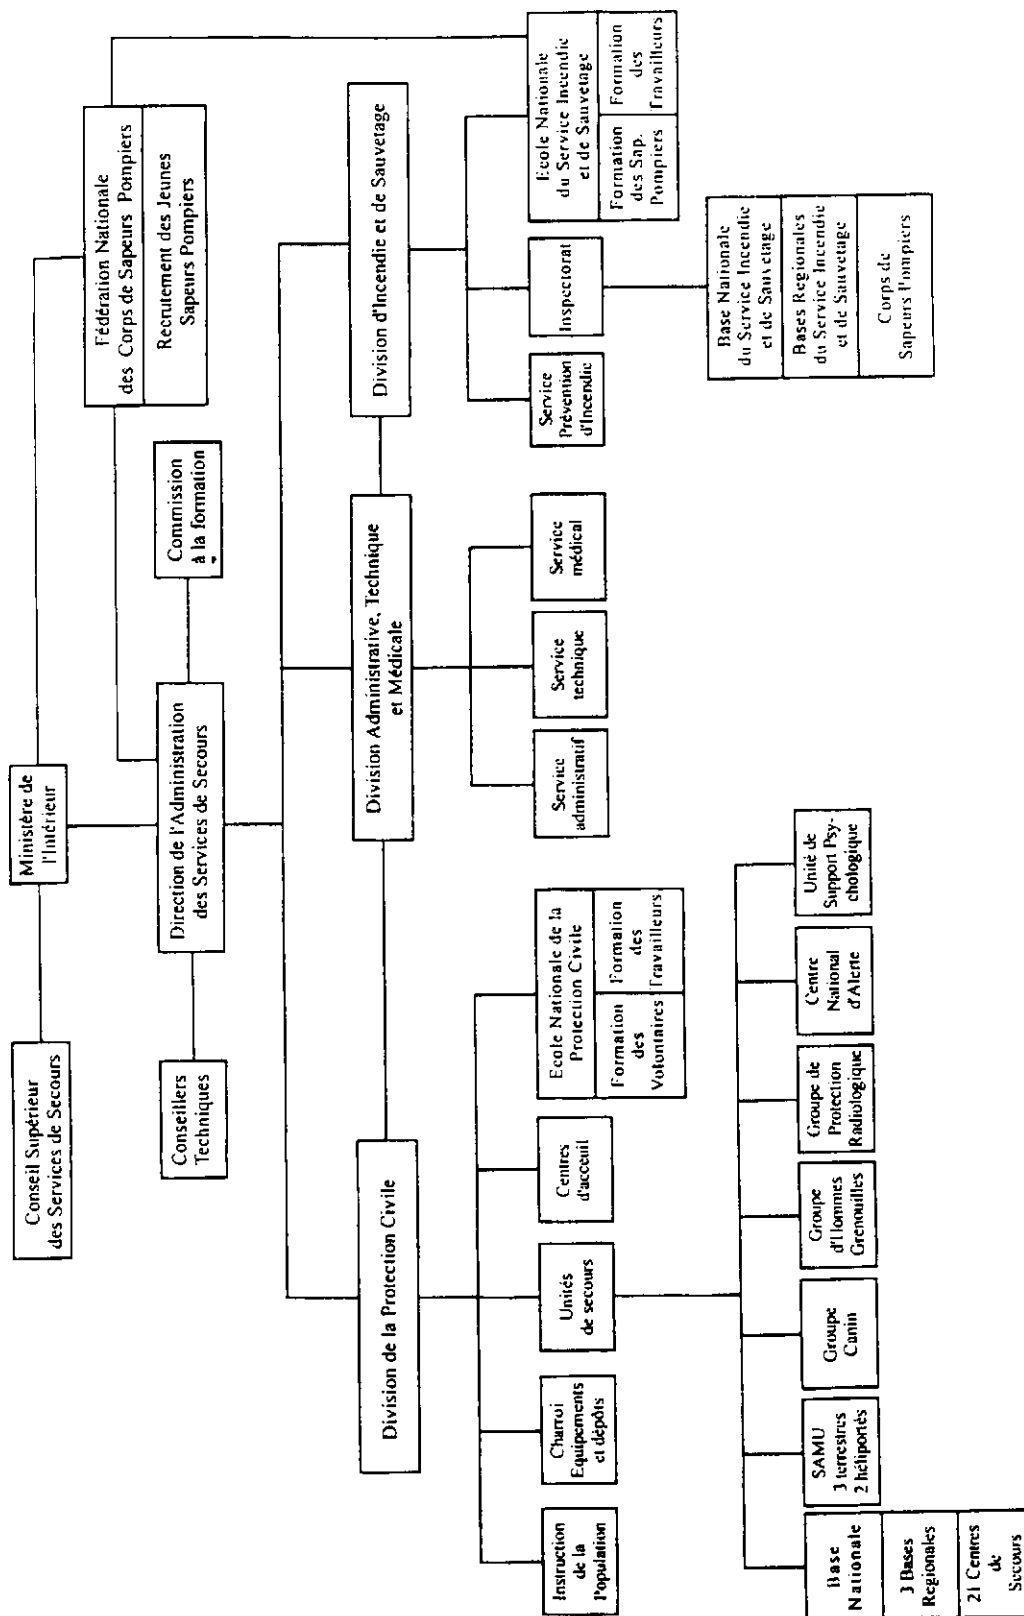 Ministère de
l'Intérieur
Conseil Supérieur
des Services de Secours
Fédération Nationale
des Corps de Sapeurs Pompiers
Recrutement des Jeunes
Sapeurs Pompiers
Direction de l'Administration
des Services de Secours
Conseillers
Techniques
Commission
à la formation
Division de la Protection Civile
Division Administrative, Technique
et Médicale
Division d'Incendie et de Sauvetage
Instruction
de la
Population
Charroi
Equipements
et dépôts
Unités
de secours
Centres
d'acceuil
Ecole Nationale de la
Protection Civile
Formation
des
Volontaires
Formation
des
Travailleurs
Service
administratif
Service
technique
Service
médical
Service
Prévention
d'Incendie
Inspectorat
Ecole Nationale
du Service Incendie
et de Sauvetage
Formation
des Sap.
Pompiers
Formation
des
Travailleurs
Base
Nationale
3 Bases
Regionales
21 Centres
de
Secours
SAMU
3 terrestres
2 héliportés
Groupe
Canin
Groupe
d'Hommes
Grenouilles
Groupe de
Protection
Radiologique
Centre
National
d'Alerte
Unité de
Support Psy-
chologique
Base Nationale
du Service Incendie
et de Sauvetage
Bases Regionales
du Service Incendie
et de Sauvetage
Corps de
Sapeurs Pompiers